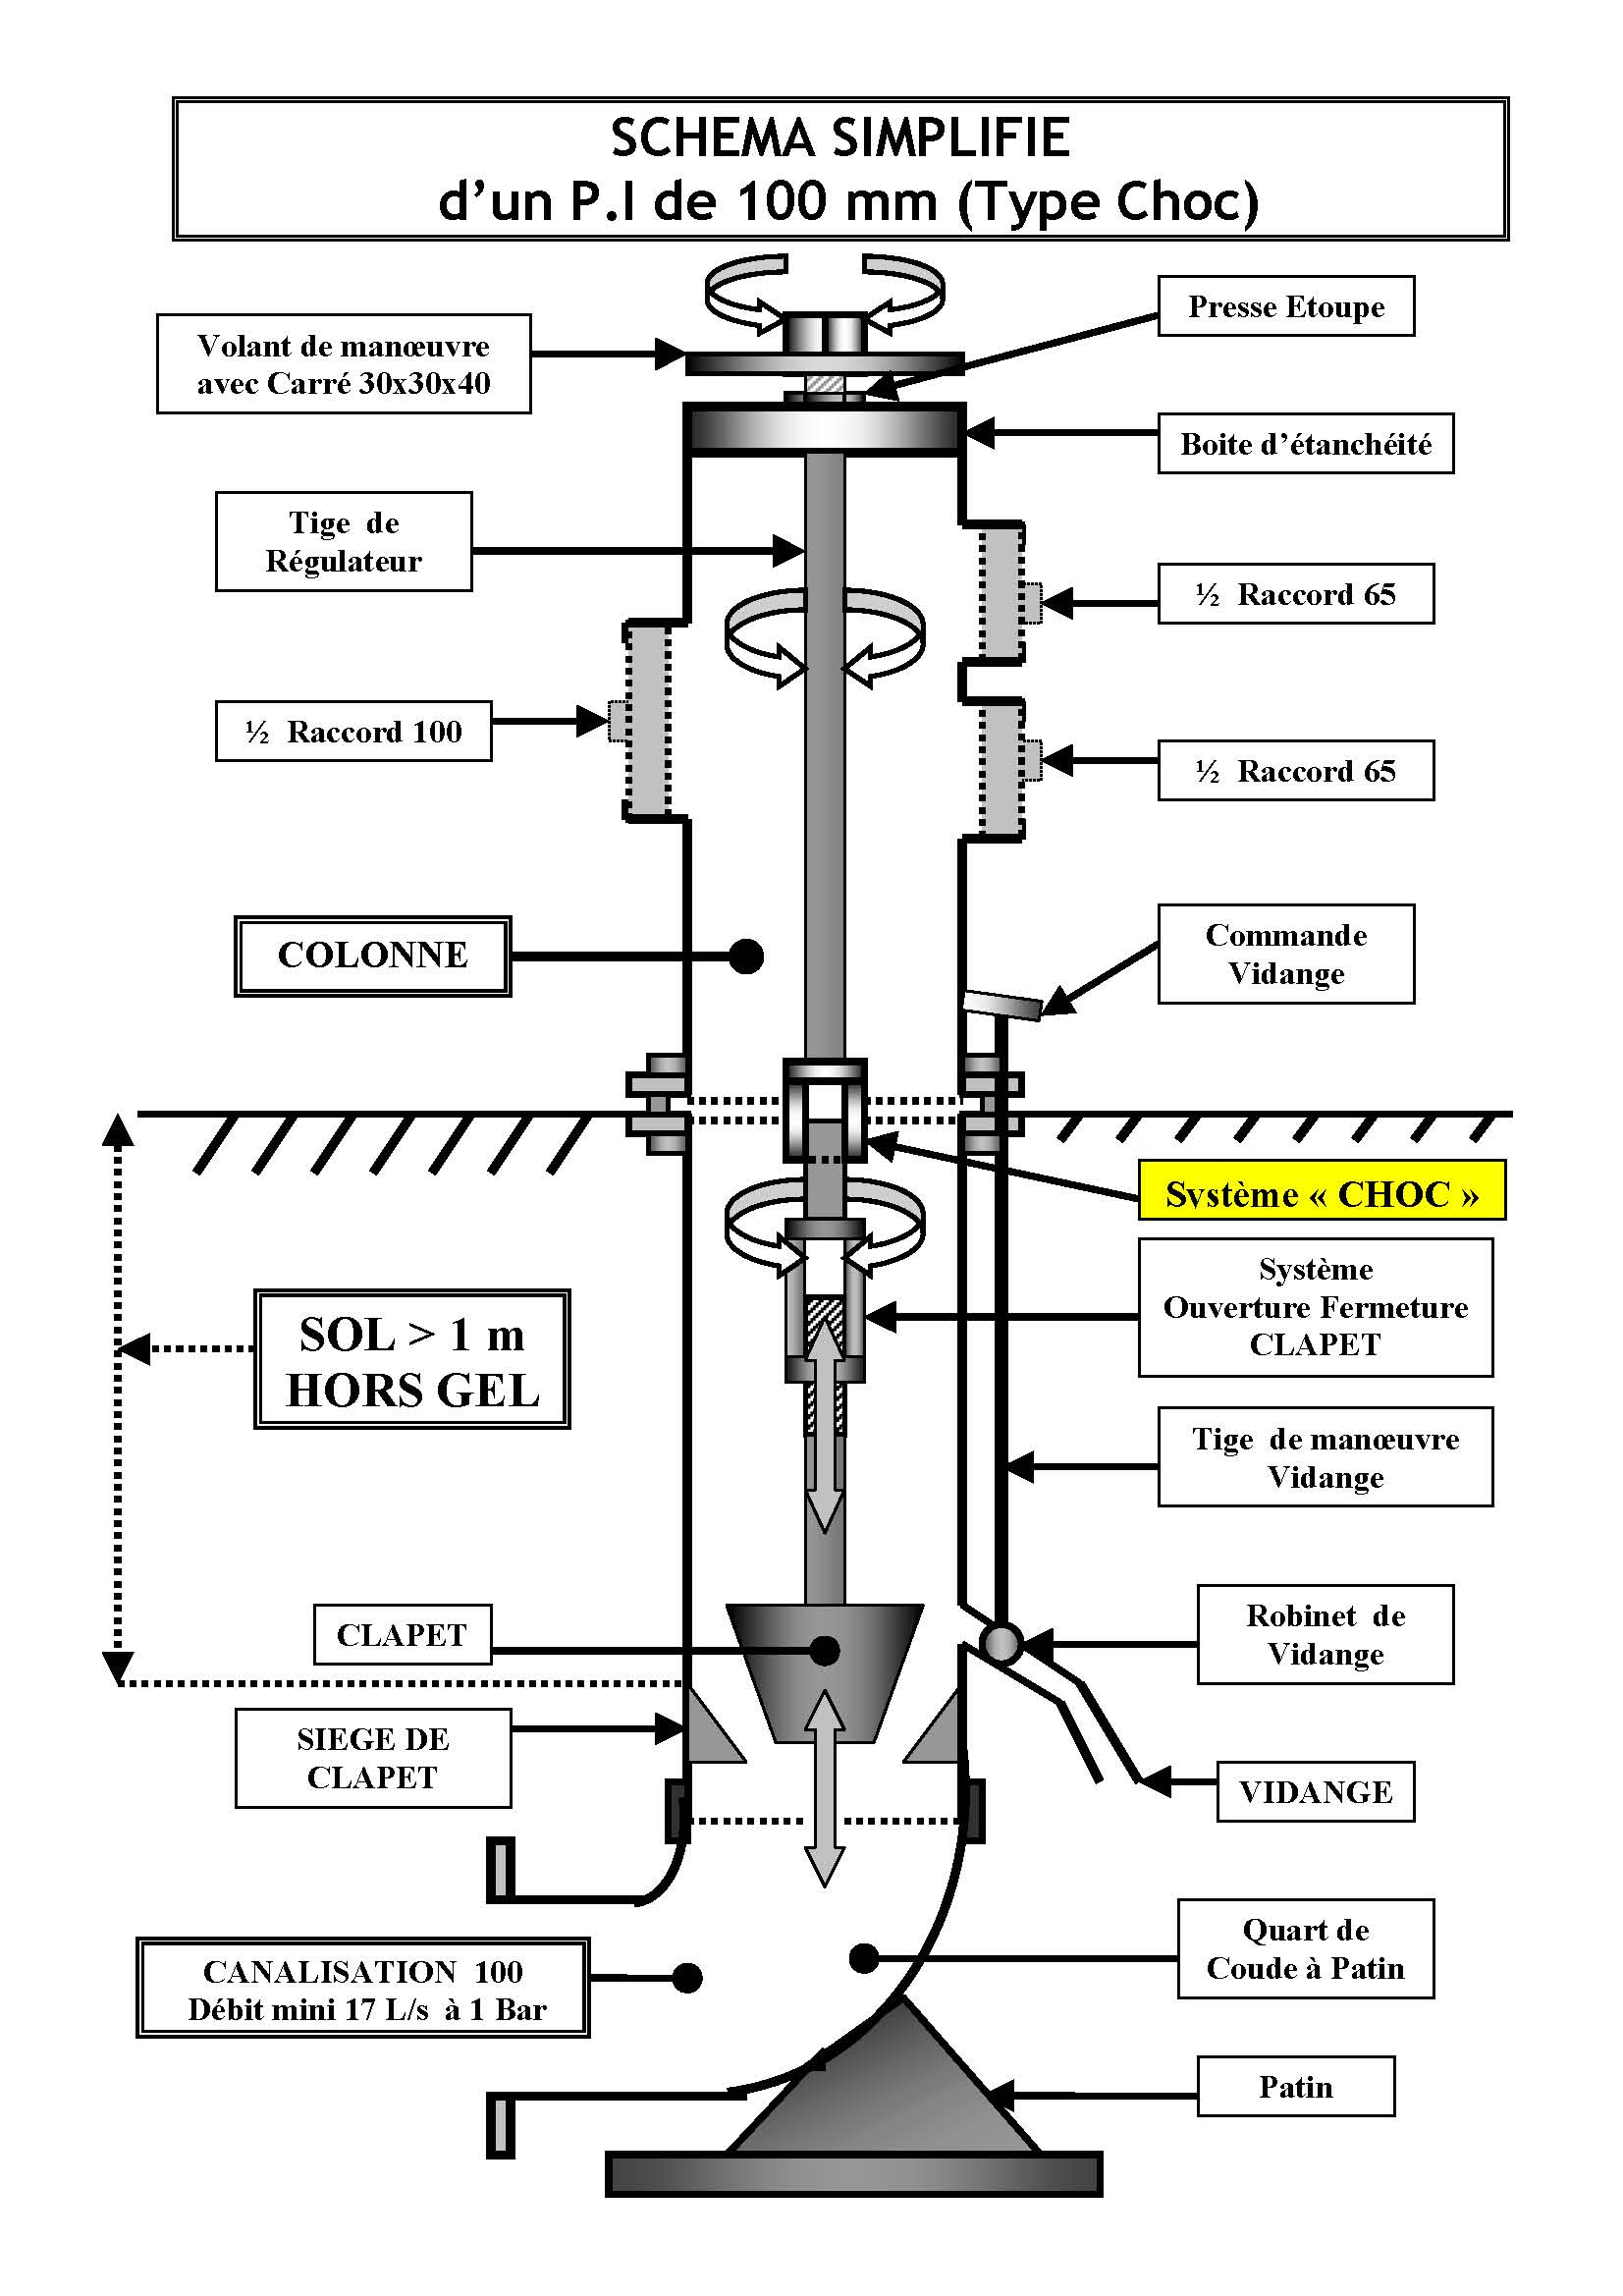 SCHEMA SIMPLIFIE
d'un P.I de 100 mm (Type Choc)
Presse Etoupe
Volant de manœuvre
avec Carré 30x30x40
Boite d'étanchéité
Tige de
Régulateur
½ Raccord 65
½ Raccord 100
½ Raccord 65
COLONNE
Commande
Vidange
Système « CHOC »
Système
Ouverture Fermeture
CLAPET
SOL > 1 m
HORS GEL
Tige de manœuvre
Vidange
CLAPET
Robinet de
Vidange
SIEGE DE
CLAPET
VIDANGE
Quart de
Coude à Patin
CANALISATION 100
Débit mini 17 L/s à 1 Bar
Patin